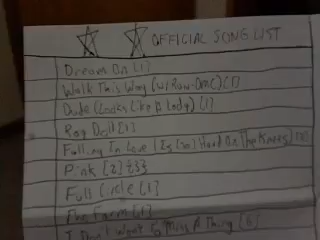 OFFICIAL SONG LIST
Dream On [1]
Walk This Way (w/Run-DMC) [1]
Dude (Looks Like A Lady) [1]
Rag Doll [1]
Falling In Love (Is So) Hard On The Knees)
Pink [2]
Full Circle [1]
The Farm [1]
I Don't Want To Miss A Thing [6]